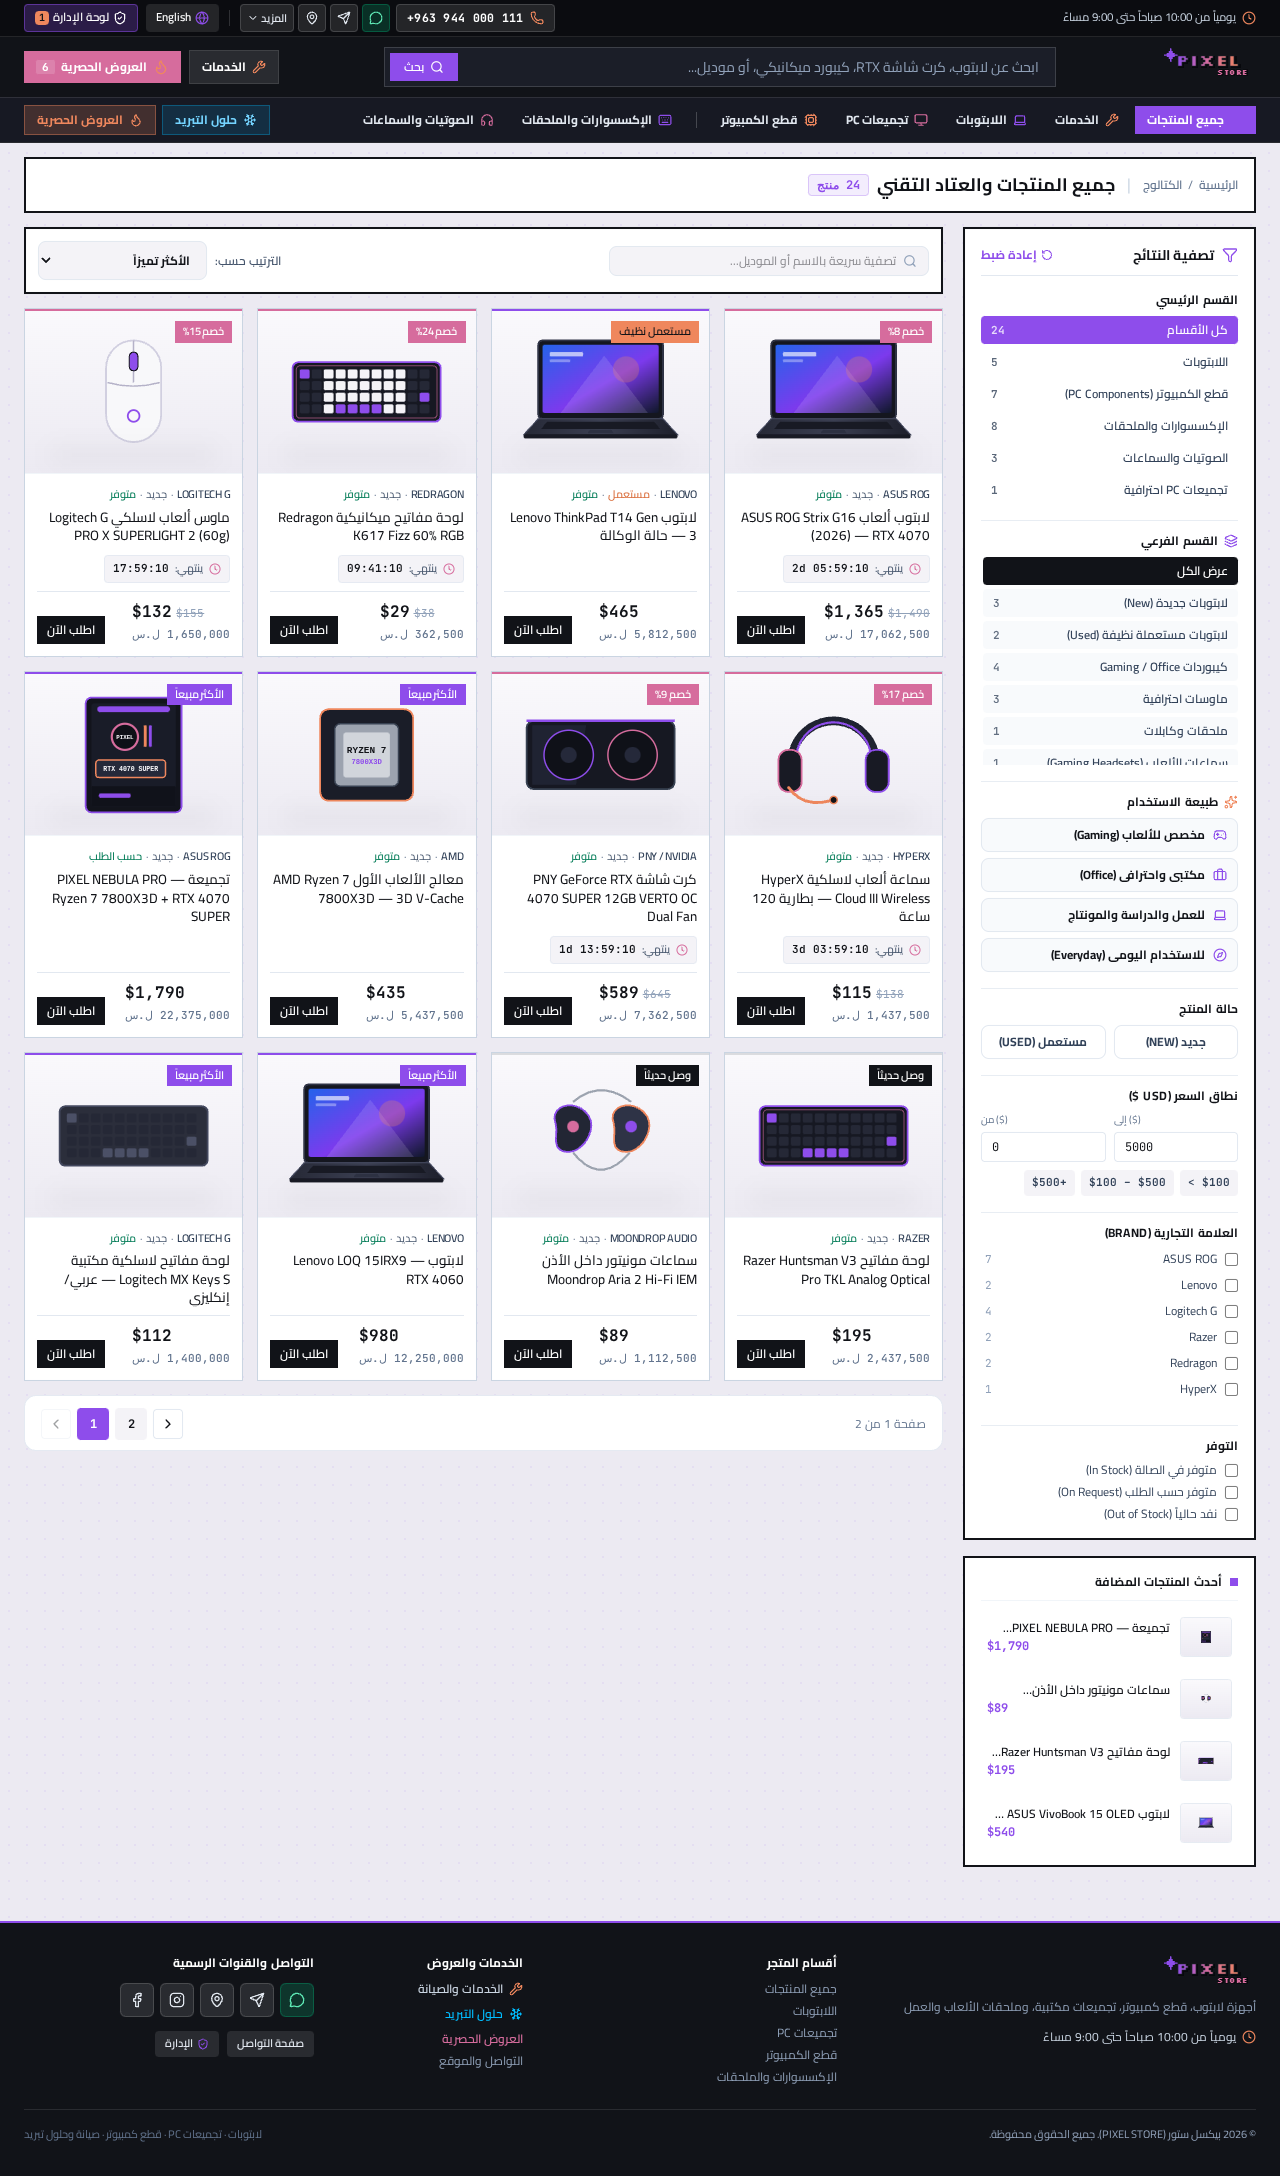 يومياً من 10:00 صباحاً حتى 9:00 مساءً
+963 944 000 111
المزيد
English
لوحة الإدارة 1
PIXEL STORE
ابحث عن لابتوب، كرت شاشة RTX، كيبورد ميكانيكي، أو موديل...
بحث
الخدمات
العروض الحصرية 6
جميع المنتجات
الخدمات
اللابتوبات
تجميعات PC
قطع الكمبيوتر
الإكسسوارات والملحقات
الصوتيات والسماعات
حلول التبريد
العروض الحصرية
الرئيسية / الكتالوج | جميع المنتجات والعتاد التقني 24 منتج
تصفية النتائج
إعادة ضبط
القسم الرئيسي
كل الأقسام 24
اللابتوبات 5
قطع الكمبيوتر (PC Components) 7
الإكسسوارات والملحقات 8
الصوتيات والسماعات 3
تجميعات PC احترافية 1
القسم الفرعي
عرض الكل
لابتوبات جديدة (New) 3
لابتوبات مستعملة نظيفة (Used) 2
كيبوردات Gaming / Office 4
ماوسات احترافية 3
ملحقات وكابلات 1
سماعات الألعاب (Gaming Headsets) 1
طبيعة الاستخدام
مخصص للألعاب (Gaming)
مكتبي واحترافي (Office)
للعمل والدراسة والمونتاج
للاستخدام اليومي (Everyday)
حالة المنتج
جديد (NEW)
مستعمل (USED)
نطاق السعر (USD $)
إلى ($)
من ($)
5000
0
< $100
$100 – $500
$500+
العلامة التجارية (BRAND)
ASUS ROG 7
Lenovo 2
Logitech G 4
Razer 2
Redragon 2
HyperX 1
التوفر
متوفر في الصالة (In Stock)
متوفر حسب الطلب (On Request)
نفد حالياً (Out of Stock)
أحدث المنتجات المضافة
تجميعة PIXEL NEBULA PRO —...
$1,790
سماعات مونيتور داخل الأذن...
$89
لوحة مفاتيح Razer Huntsman V3...
$195
لابتوب ASUS VivoBook 15 OLED ...
$540
تصفية سريعة بالاسم أو الموديل...
الترتيب حسب:
الأكثر تميزاً
خصم 8%
ASUS ROG · جديد · متوفر
لابتوب ألعاب ASUS ROG Strix G16
(2026) — RTX 4070
ينتهي: 2d 05:59:10
$1,490 $1,365
17,062,500 ل.س
اطلب الآن
مستعمل نظيف
LENOVO · مستعمل · متوفر
لابتوب Lenovo ThinkPad T14 Gen
3 — حالة الوكالة
$465
5,812,500 ل.س
اطلب الآن
خصم 24%
REDRAGON · جديد · متوفر
لوحة مفاتيح ميكانيكية Redragon
K617 Fizz 60% RGB
ينتهي: 09:41:10
$38 $29
362,500 ل.س
اطلب الآن
خصم 15%
LOGITECH G · جديد · متوفر
ماوس ألعاب لاسلكي Logitech G
PRO X SUPERLIGHT 2 (60g)
ينتهي: 17:59:10
$155 $132
1,650,000 ل.س
اطلب الآن
خصم 17%
HYPERX · جديد · متوفر
سماعة ألعاب لاسلكية HyperX
Cloud III Wireless — بطارية 120
ساعة
ينتهي: 3d 03:59:10
$138 $115
1,437,500 ل.س
اطلب الآن
خصم 9%
PNY / NVIDIA · جديد · متوفر
كرت شاشة PNY GeForce RTX
4070 SUPER 12GB VERTO OC
Dual Fan
ينتهي: 1d 13:59:10
$645 $589
7,362,500 ل.س
اطلب الآن
الأكثر مبيعاً
RYZEN 7
7800X3D
AMD · جديد · متوفر
معالج الألعاب الأول AMD Ryzen 7
7800X3D — 3D V-Cache
$435
5,437,500 ل.س
اطلب الآن
الأكثر مبيعاً
PIXEL
RTX 4070 SUPER
ASUS ROG · جديد · حسب الطلب
تجميعة PIXEL NEBULA PRO —
Ryzen 7 7800X3D + RTX 4070
SUPER
$1,790
22,375,000 ل.س
اطلب الآن
وصل حديثاً
RAZER · جديد · متوفر
لوحة مفاتيح Razer Huntsman V3
Pro TKL Analog Optical
$195
2,437,500 ل.س
اطلب الآن
وصل حديثاً
MOONDROP AUDIO · جديد · متوفر
سماعات مونيتور داخل الأذن
Moondrop Aria 2 Hi-Fi IEM
$89
1,112,500 ل.س
اطلب الآن
الأكثر مبيعاً
LENOVO · جديد · متوفر
لابتوب Lenovo LOQ 15IRX9 —
RTX 4060
$980
12,250,000 ل.س
اطلب الآن
الأكثر مبيعاً
LOGITECH G · جديد · متوفر
لوحة مفاتيح لاسلكية مكتبية
Logitech MX Keys S — عربي/
إنكليزي
$112
1,400,000 ل.س
اطلب الآن
صفحة 1 من 2
2
1
PIXEL STORE
أجهزة لابتوب، قطع كمبيوتر، تجميعات مكتبية، وملحقات الألعاب والعمل
يومياً من 10:00 صباحاً حتى 9:00 مساءً
أقسام المتجر
جميع المنتجات
اللابتوبات
تجميعات PC
قطع الكمبيوتر
الإكسسوارات والملحقات
الخدمات والعروض
الخدمات والصيانة
حلول التبريد
العروض الحصرية
التواصل والموقع
التواصل والقنوات الرسمية
صفحة التواصل
الإدارة
© 2026 بيكسل ستور (PIXEL STORE). جميع الحقوق محفوظة.
لابتوبات · تجميعات PC · قطع كمبيوتر · صيانة وحلول تبريد